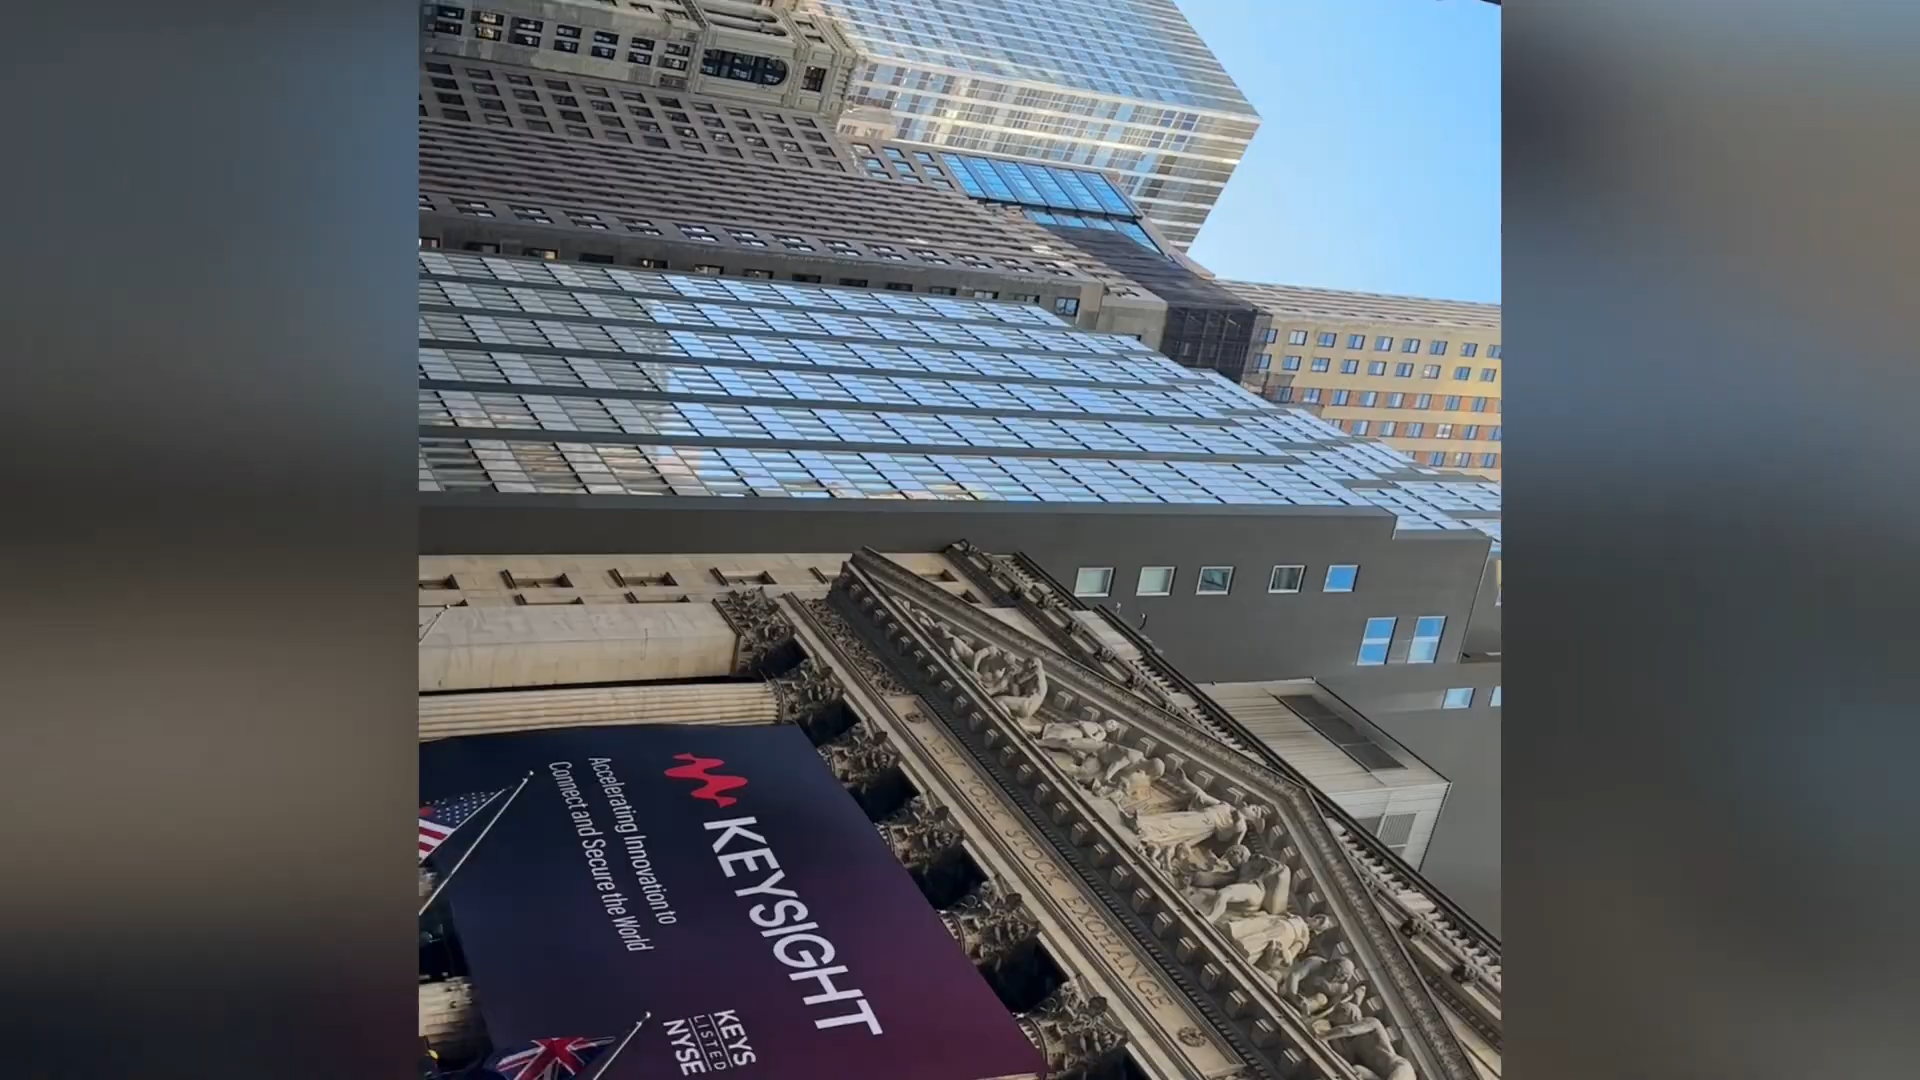 NEW YORK STOCK EXCHANGE
KEYSIGHT
Accelerating Innovation to
Connect and Secure the World
KEYS
LISTED
NYSE